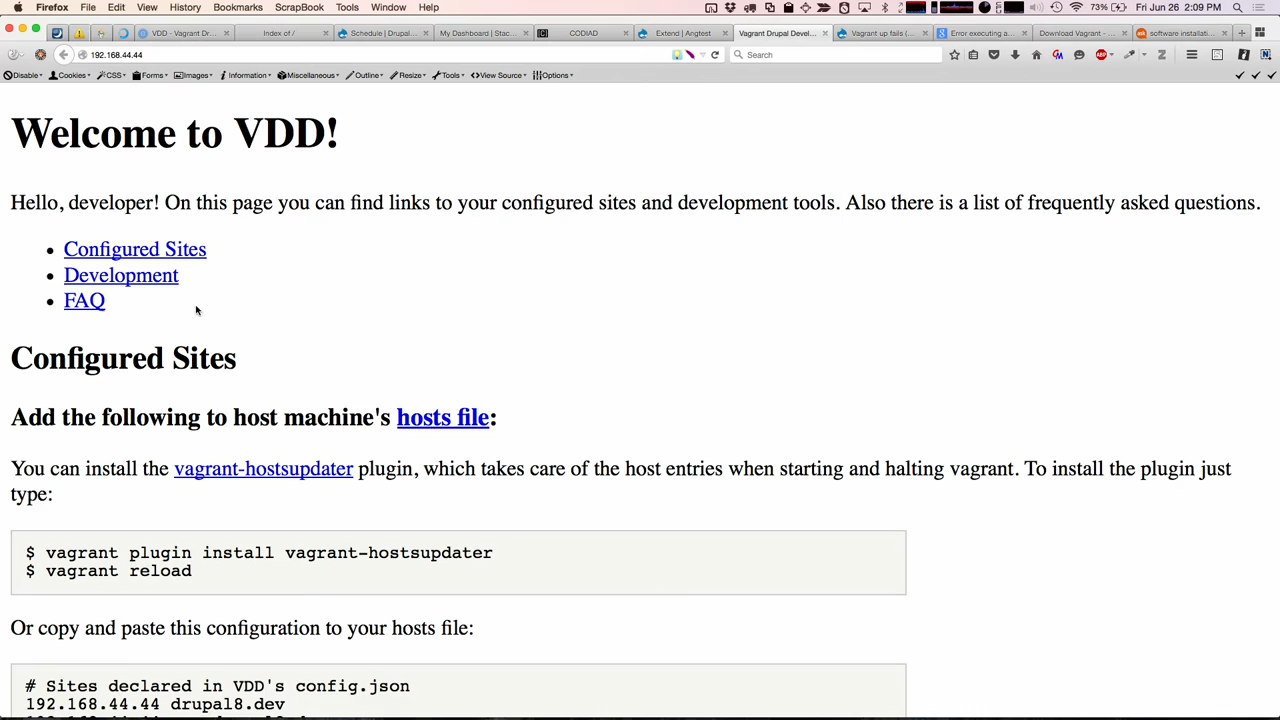 Firefox File Edit View History Bookmarks ScrapBook Tools Window Help 73% Fri Jun 26 2:09 PM
VDD - Vagrant Dr... Index of / Schedule | Drupal... My Dashboard | Stac... CODIAD Extend | Angtest Vagrant Drupal Devel... Vagrant up fails (... Error executing a... Download Vagrant - ... software installati...
192.168.44.44 Search
Disable Cookies CSS Forms Images Information Miscellaneous Outline Resize Tools View Source Options
Welcome to VDD!
Hello, developer! On this page you can find links to your configured sites and development tools. Also there is a list of frequently asked questions.
Configured Sites
Development
FAQ
Configured Sites
Add the following to host machine's hosts file:
You can install the vagrant-hostsupdater plugin, which takes care of the host entries when starting and halting vagrant. To install the plugin just
type:
$ vagrant plugin install vagrant-hostsupdater
$ vagrant reload
Or copy and paste this configuration to your hosts file:
# Sites declared in VDD's config.json
192.168.44.44 drupal8.dev